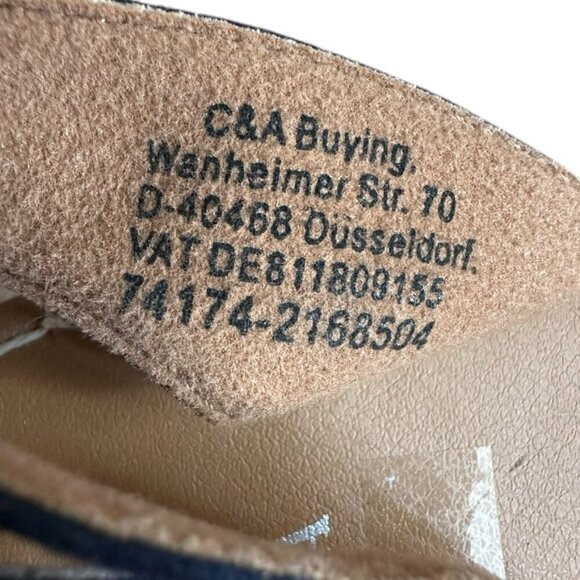 C&A Buying,
Wanheimer Str. 70
D-40468 Düsseldorf,
VAT DE811809155
74174-2168504